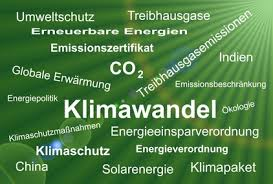 Umweltschutz
Treibhausgase
Erneuerbare Energien
Emissionszertifikat
Treibhausgasemissionen
Indien
Globale Erwärmung
CO2
Emissionsbeschränkung
Energiepolitik
Klimawandel
Ökologie
Klimaschutzmaßnahmen
Energieeinsparverordnung
Klimaschutz
Energieverordnung
China
Solarenergie
Klimapaket